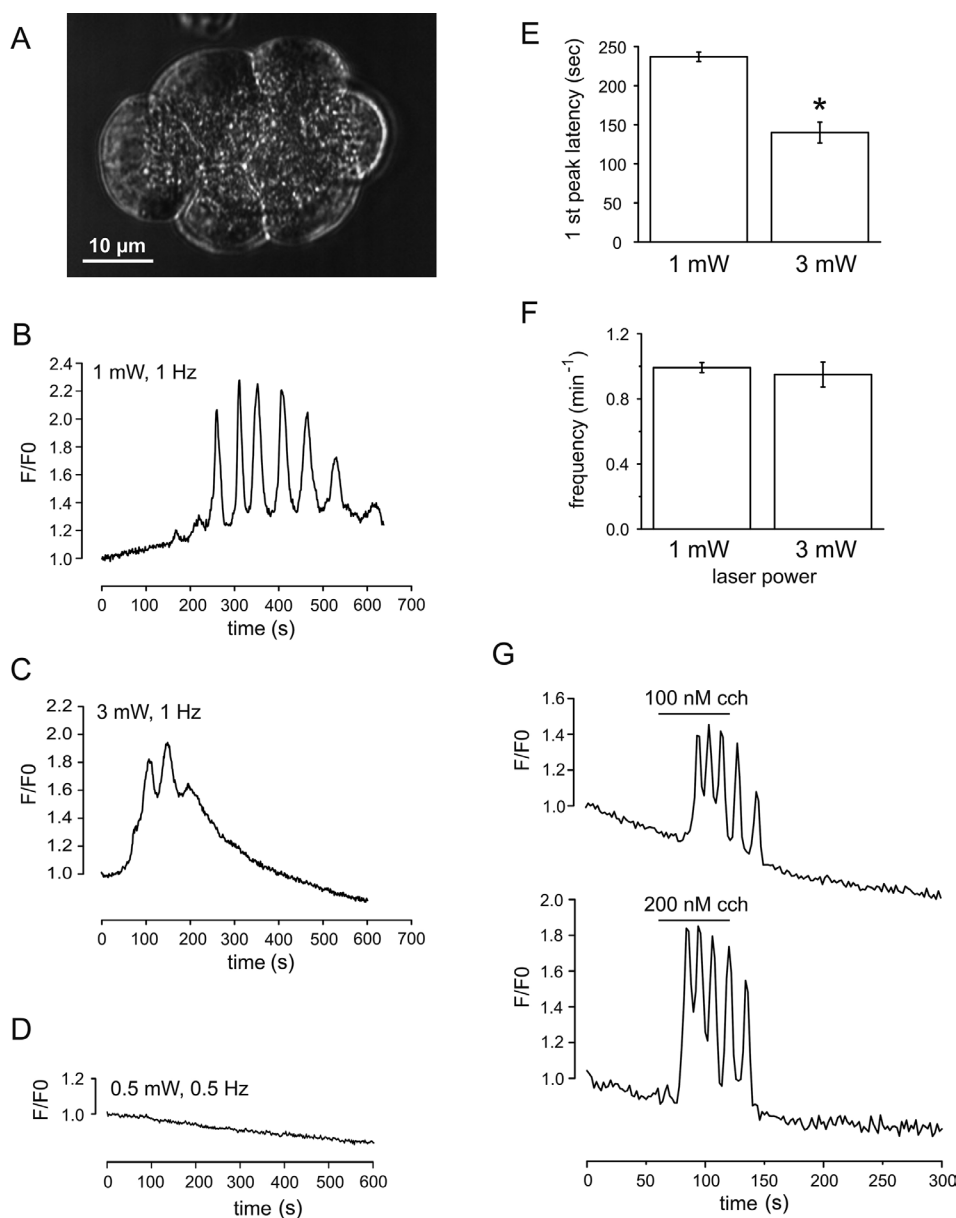 A
10 µm
B
1 mW, 1 Hz
F/F0
2.4
2.2
2.0
1.8
1.6
1.4
1.2
1.0
0 100 200 300 400 500 600 700
time (s)
C
3 mW, 1 Hz
F/F0
2.2
2.0
1.8
1.6
1.4
1.2
1.0
0 100 200 300 400 500 600 700
time (s)
D
0.5 mW, 0.5 Hz
F/F0
1.2
1.0
0 100 200 300 400 500 600
time (s)
E
1 st peak latency (sec)
250
200
150
100
50
0
*
1 mW 3 mW
F
frequency (min⁻¹)
1.2
0.8
0.4
0.0
1 mW 3 mW
laser power
G
100 nM cch
F/F0
1.6
1.4
1.2
1.0
200 nM cch
F/F0
2.0
1.8
1.6
1.4
1.2
1.0
0 50 100 150 200 250 300
time (s)